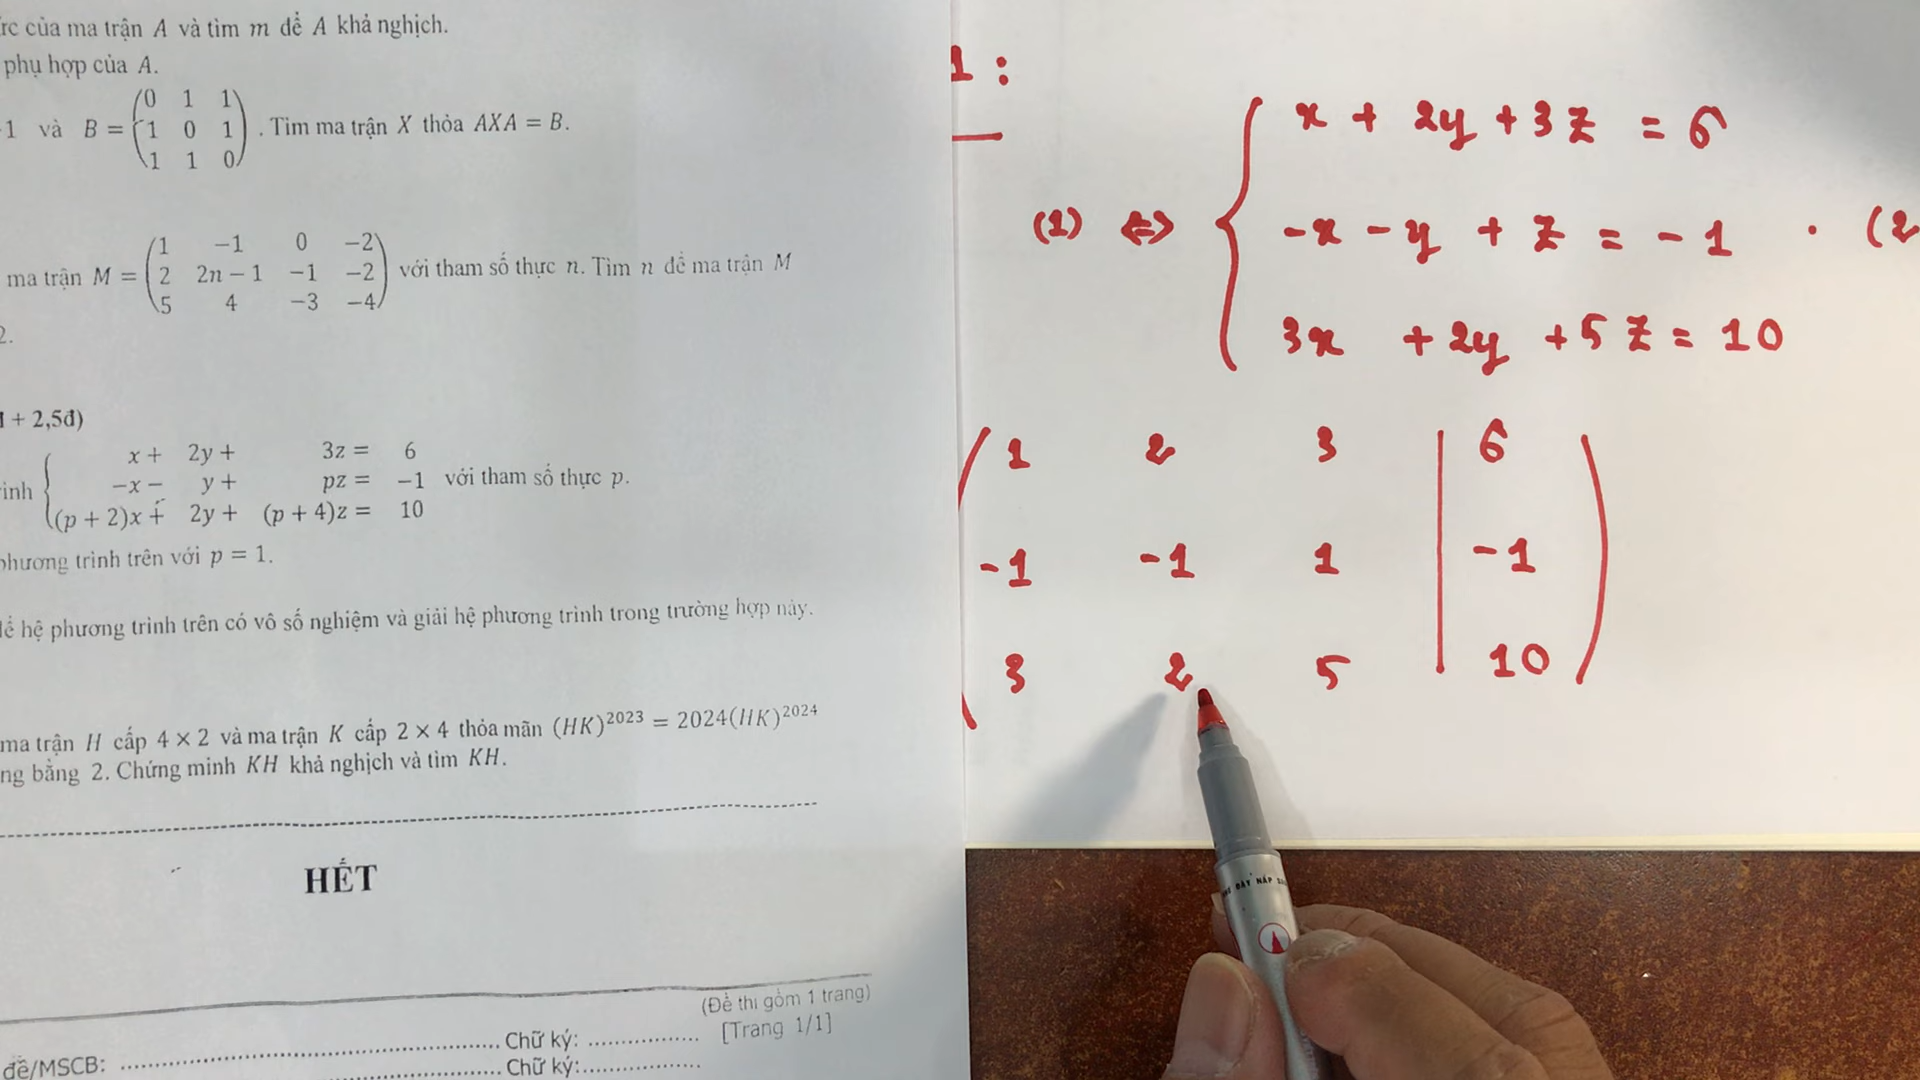 ức của ma trận A và tìm m để A khả nghịch.
phụ hợp của A.
-1 và B = (0 1 1
1 0 1
1 1 0) . Tìm ma trận X thỏa AXA = B.
ma trận M = (1 -1 0 -2
2 2n - 1 -1 -2
5 4 -3 -4) với tham số thực n. Tìm n để ma trận M
2.
+ 2,5đ)
x + 2y + 3z = 6
-x - y + pz = -1 với tham số thực p.
(p + 2)x + 2y + (p + 4)z = 10
phương trình trên với p = 1.
để hệ phương trình trên có vô số nghiệm và giải hệ phương trình trong trường hợp này.
ma trận H cấp 4 × 2 và ma trận K cấp 2 × 4 thỏa mãn (HK)²⁰²³ = 2024(HK)²⁰²⁴
ng bằng 2. Chứng minh KH khả nghịch và tìm KH.
HẾT
(Đề thi gồm 1 trang)
[Trang 1/1]
Chữ ký: ....................
đề/MSCB: ............................................................
Chữ ký:......................
1 :
x + 2y + 3z = 6
(1) ⇔ { -x - y + z = -1 . (2
3x + 2y + 5z = 10
( 1 2 3 | 6 )
-1 -1 1 | -1
3 2 5 | 10